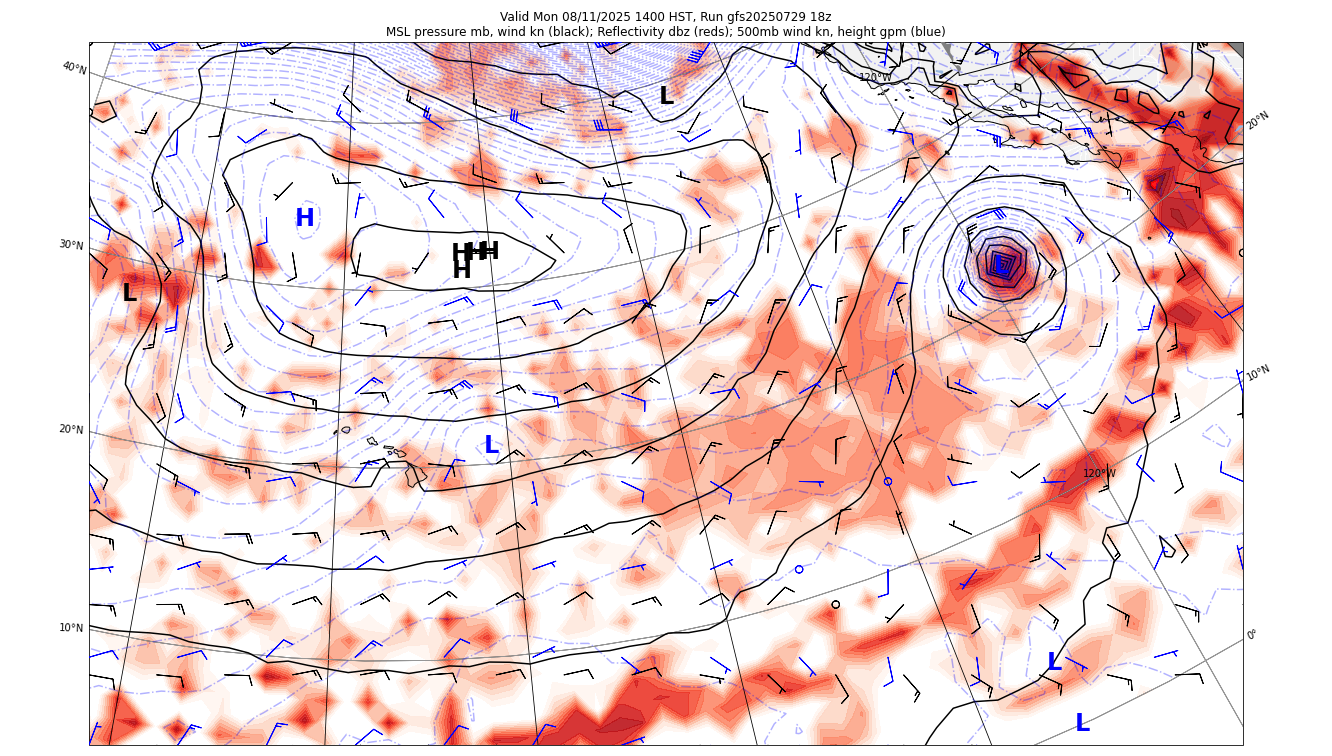 Valid Mon 08/11/2025 1400 HST, Run gfs20250729 18z
MSL pressure mb, wind kn (black); Reflectivity dbz (reds); 500mb wind kn, height gpm (blue)
40°N
120°W
20°N
L
H
30°N
H H H
H
L
10°N
20°N
L
120°W
10°N
0°
L
L